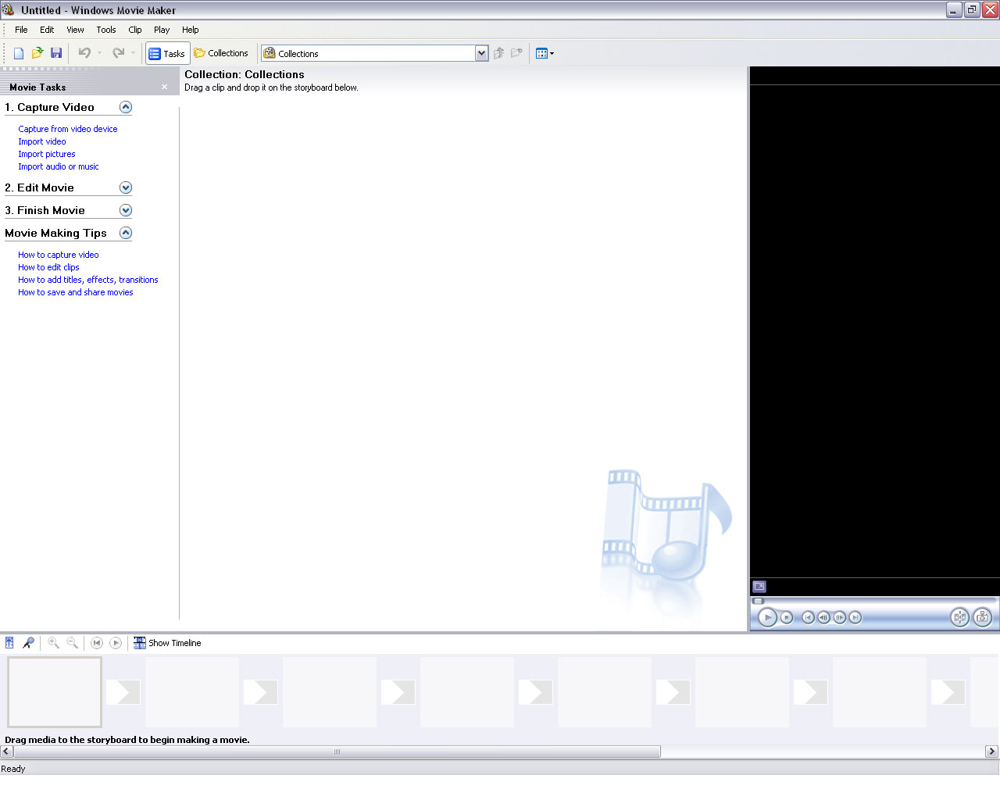 Untitled - Windows Movie Maker
File Edit View Tools Clip Play Help
Tasks Collections Collections
Movie Tasks
Collection: Collections
Drag a clip and drop it on the storyboard below.
1. Capture Video
Capture from video device
Import video
Import pictures
Import audio or music
2. Edit Movie
3. Finish Movie
Movie Making Tips
How to capture video
How to edit clips
How to add titles, effects, transitions
How to save and share movies
Show Timeline
Drag media to the storyboard to begin making a movie.
Ready